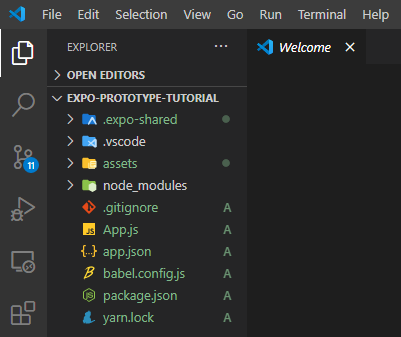 File Edit Selection View Go Run Terminal Help
EXPLORER ...
Welcome
OPEN EDITORS
EXPO-PROTOTYPE-TUTORIAL
.expo-shared
.vscode
11
assets
node_modules
.gitignore A
App.js A
app.json A
babel.config.js A
package.json A
yarn.lock A